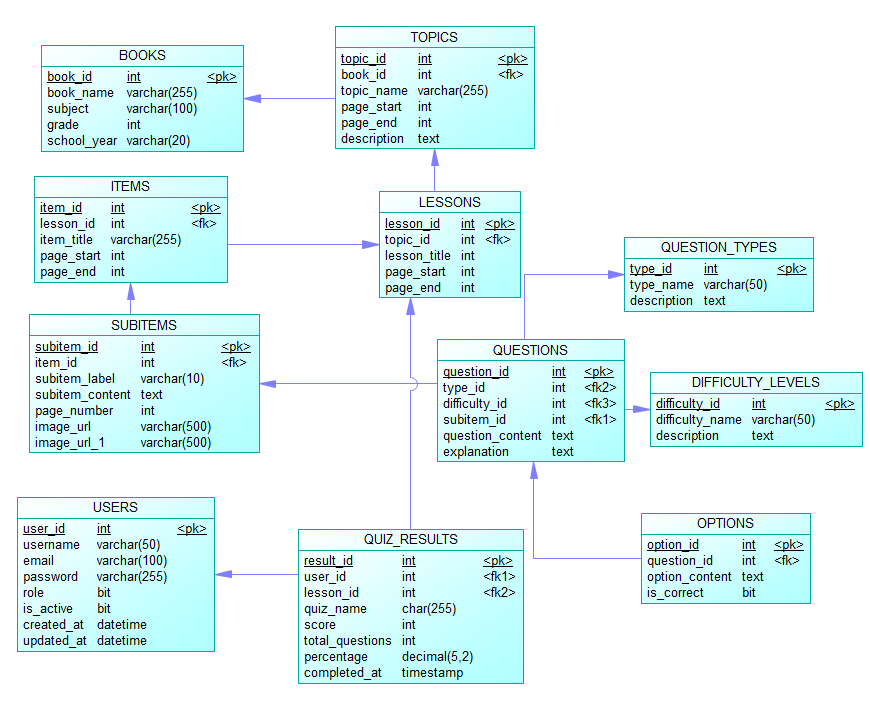 BOOKS
book_id int <pk>
book_name varchar(255)
subject varchar(100)
grade int
school_year varchar(20)
TOPICS
topic_id int <pk>
book_id int <fk>
topic_name varchar(255)
page_start int
page_end int
description text
ITEMS
item_id int <pk>
lesson_id int <fk>
item_title varchar(255)
page_start int
page_end int
LESSONS
lesson_id int <pk>
topic_id int <fk>
lesson_title int
page_start int
page_end int
QUESTION_TYPES
type_id int <pk>
type_name varchar(50)
description text
SUBITEMS
subitem_id int <pk>
item_id int <fk>
subitem_label varchar(10)
subitem_content text
page_number int
image_url varchar(500)
image_url_1 varchar(500)
QUESTIONS
question_id int <pk>
type_id int <fk2>
difficulty_id int <fk3>
subitem_id int <fk1>
question_content text
explanation text
DIFFICULTY_LEVELS
difficulty_id int <pk>
difficulty_name varchar(50)
description text
USERS
user_id int <pk>
username varchar(50)
email varchar(100)
password varchar(255)
role bit
is_active bit
created_at datetime
updated_at datetime
QUIZ_RESULTS
result_id int <pk>
user_id int <fk1>
lesson_id int <fk2>
quiz_name char(255)
score int
total_questions int
percentage decimal(5,2)
completed_at timestamp
OPTIONS
option_id int <pk>
question_id int <fk>
option_content text
is_correct bit